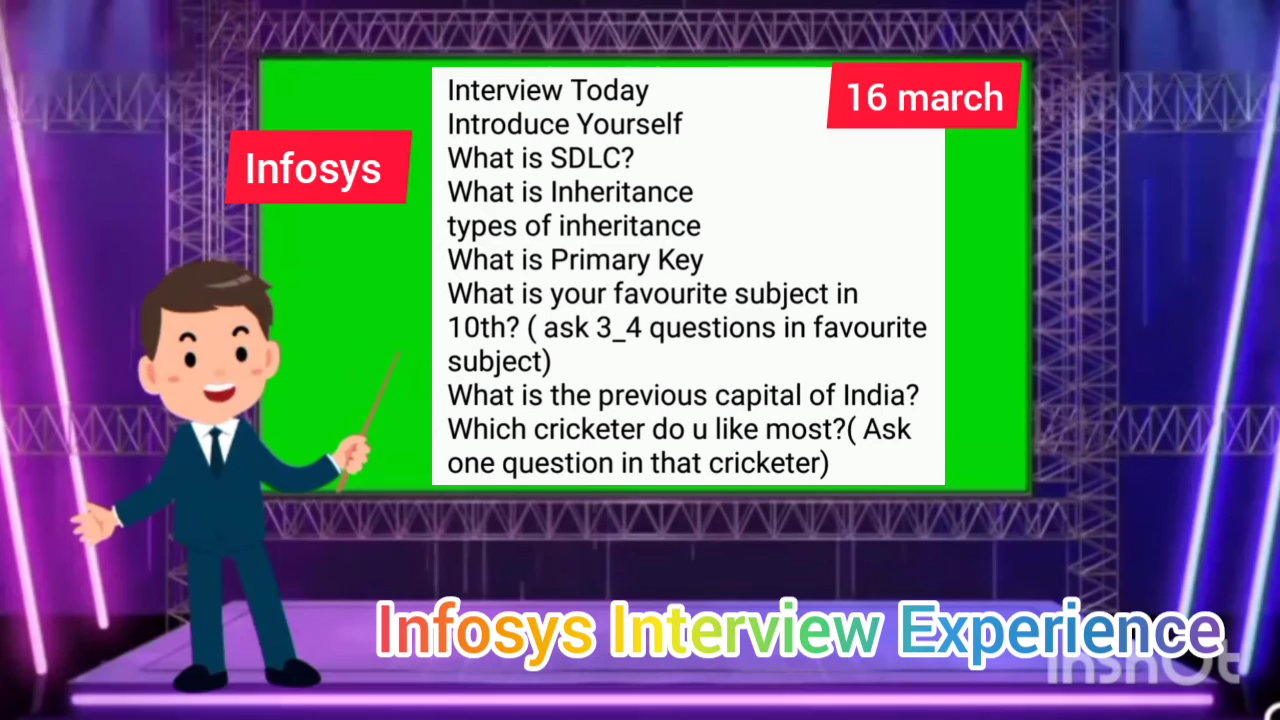 16 march
Infosys
Interview Today
Introduce Yourself
What is SDLC?
What is Inheritance
types of inheritance
What is Primary Key
What is your favourite subject in
10th? ( ask 3_4 questions in favourite
subject)
What is the previous capital of India?
Which cricketer do u like most?( Ask
one question in that cricketer)
Infosys Interview Experience
InShOt